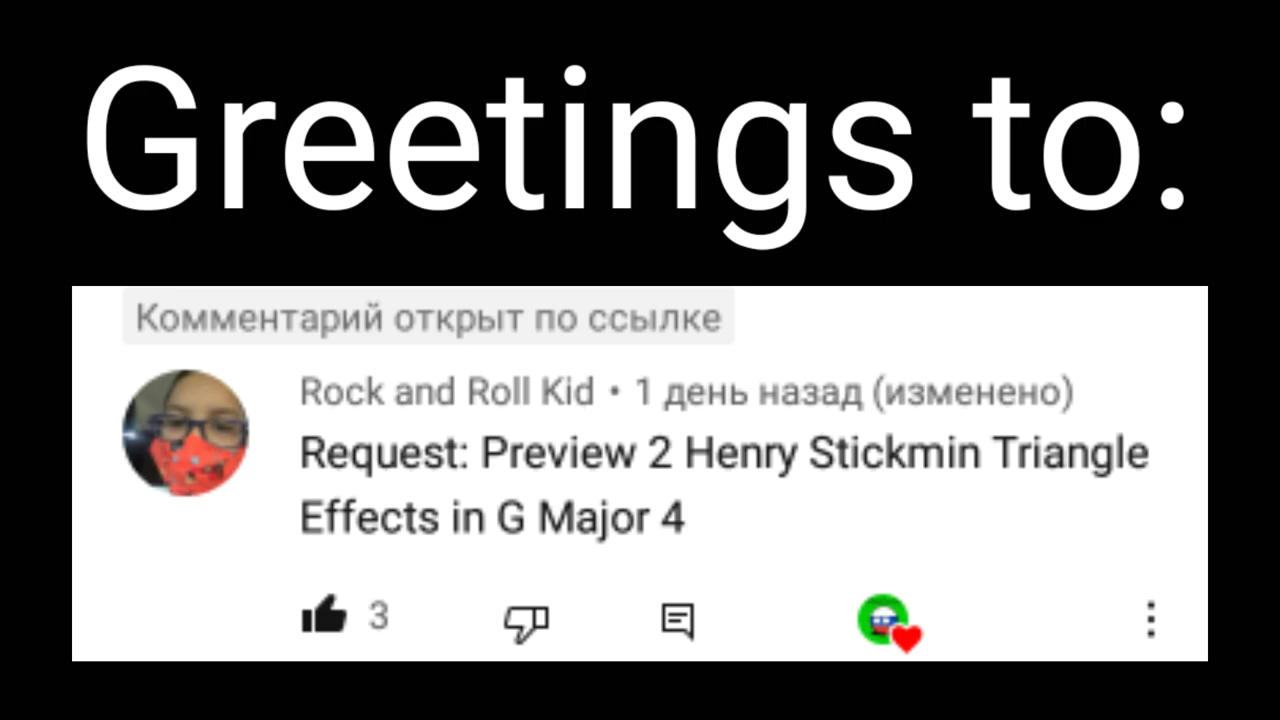 Greetings to:
Комментарий открыт по ссылке
Rock and Roll Kid • 1 день назад (изменено)
Request: Preview 2 Henry Stickmin Triangle
Effects in G Major 4
3